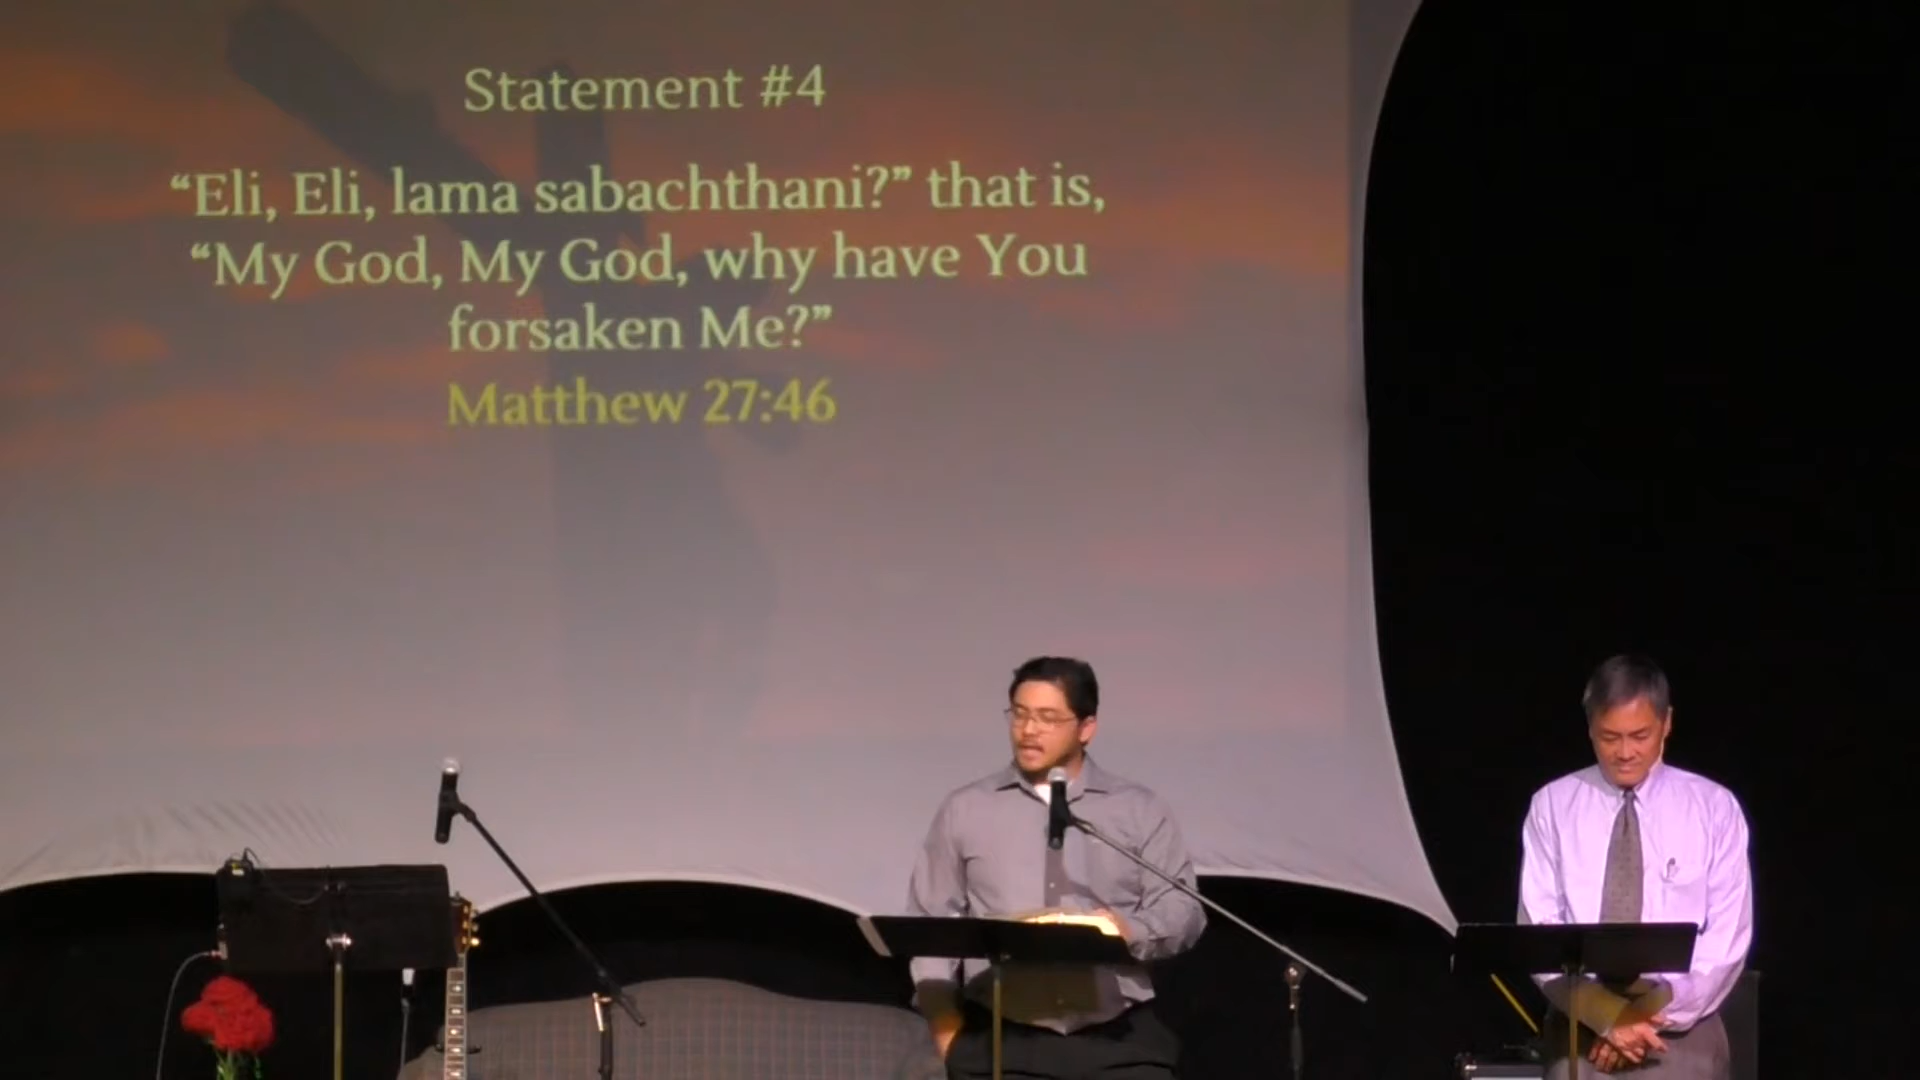 Statement #4
“Eli, Eli, lama sabachthani?” that is,
“My God, My God, why have You
forsaken Me?”
Matthew 27:46